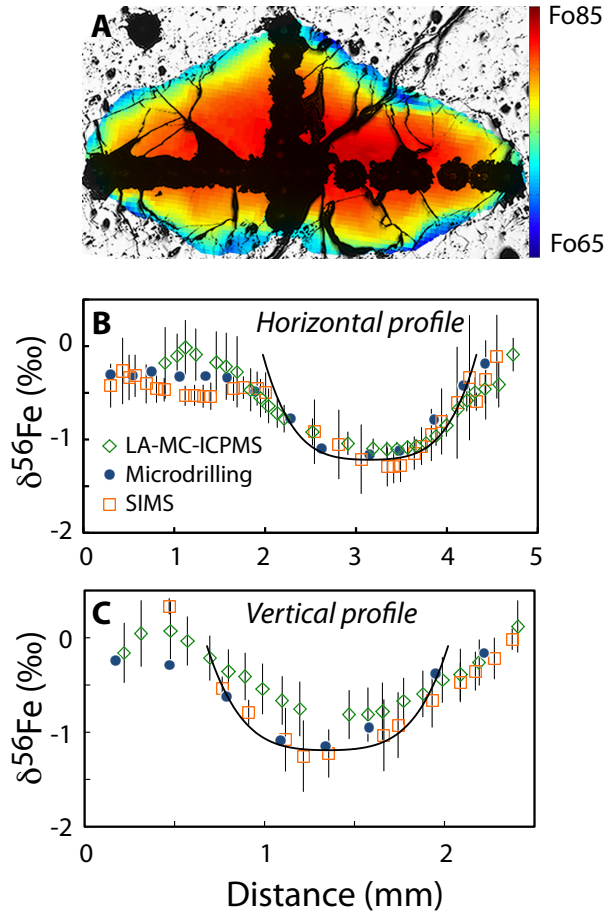 A
Fo85
Fo65
B
Horizontal profile
0
-1
-2
δ⁵⁶Fe (‰)
LA-MC-ICPMS
Microdrilling
SIMS
0 1 2 3 4 5
C
Vertical profile
0
-1
-2
δ⁵⁶Fe (‰)
0 1 2
Distance (mm)